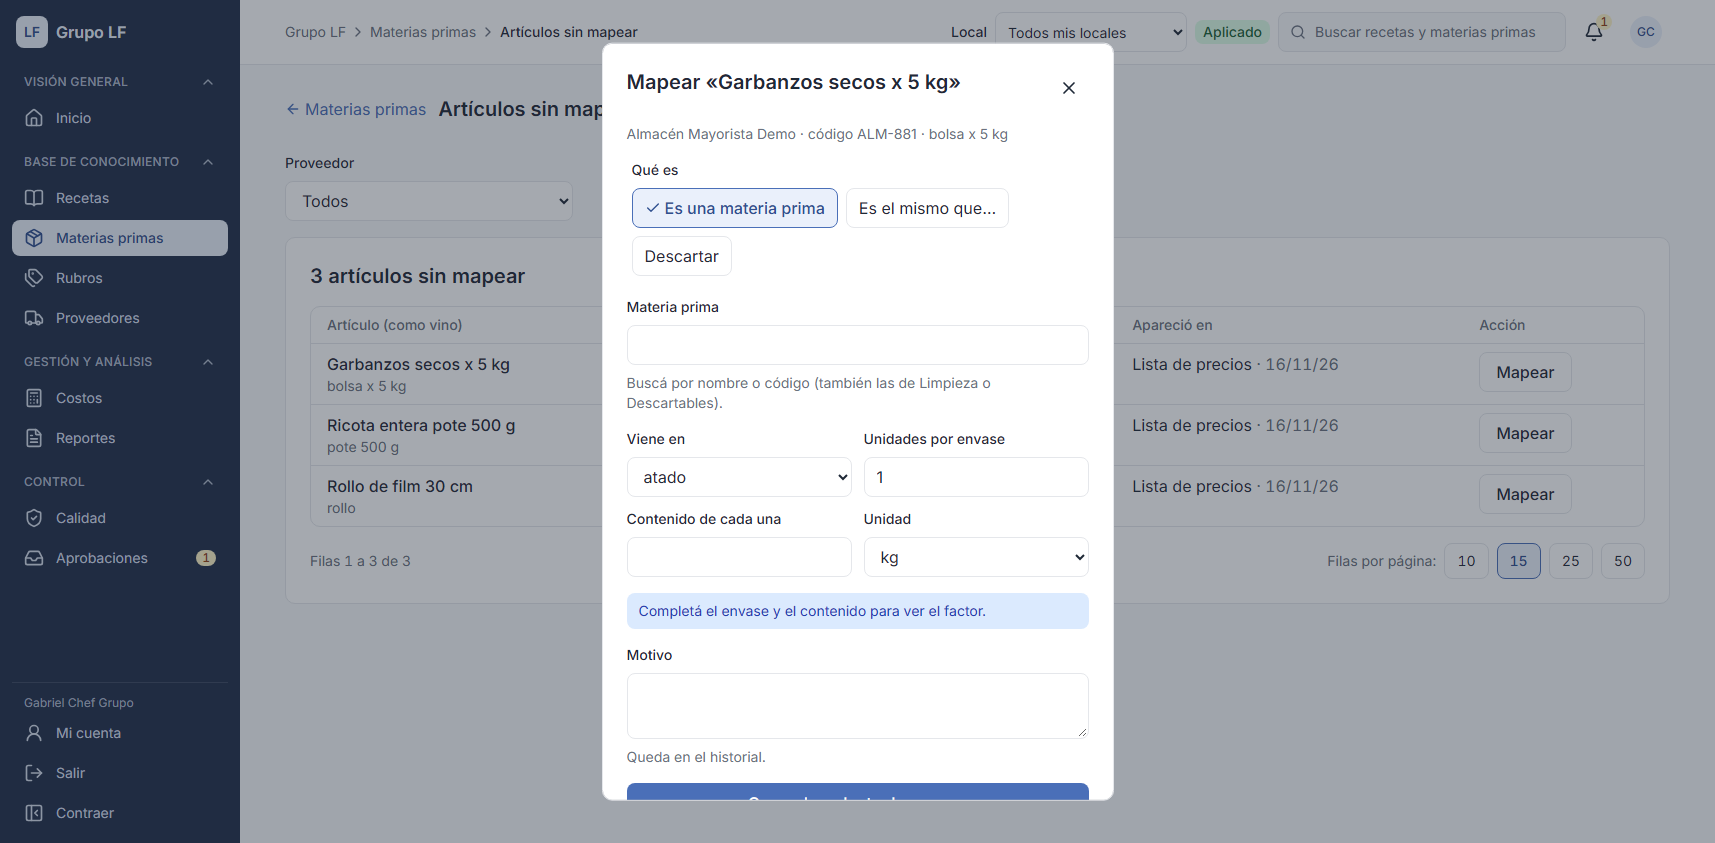 LF Grupo LF
VISIÓN GENERAL
Inicio
BASE DE CONOCIMIENTO
Recetas
Materias primas
Rubros
Proveedores
GESTIÓN Y ANÁLISIS
Costos
Reportes
CONTROL
Calidad
Aprobaciones 1
Gabriel Chef Grupo
Mi cuenta
Salir
Contraer
Grupo LF > Materias primas > Artículos sin mapear
Local Todos mis locales Aplicado Buscar recetas y materias primas 1 GC
← Materias primas Artículos sin map
Proveedor
Todos
3 artículos sin mapear
Artículo (como vino) Apareció en Acción
Garbanzos secos x 5 kg Lista de precios · 16/11/26 Mapear
bolsa x 5 kg
Ricota entera pote 500 g Lista de precios · 16/11/26 Mapear
pote 500 g
Rollo de film 30 cm Lista de precios · 16/11/26 Mapear
rollo
Filas 1 a 3 de 3 Filas por página: 10 15 25 50
Mapear «Garbanzos secos x 5 kg»
Almacén Mayorista Demo · código ALM-881 · bolsa x 5 kg
Qué es
Es una materia prima Es el mismo que...
Descartar
Materia prima
Buscá por nombre o código (también las de Limpieza o
Descartables).
Viene en Unidades por envase
atado 1
Contenido de cada una Unidad
kg
Completá el envase y el contenido para ver el factor.
Motivo
Queda en el historial.